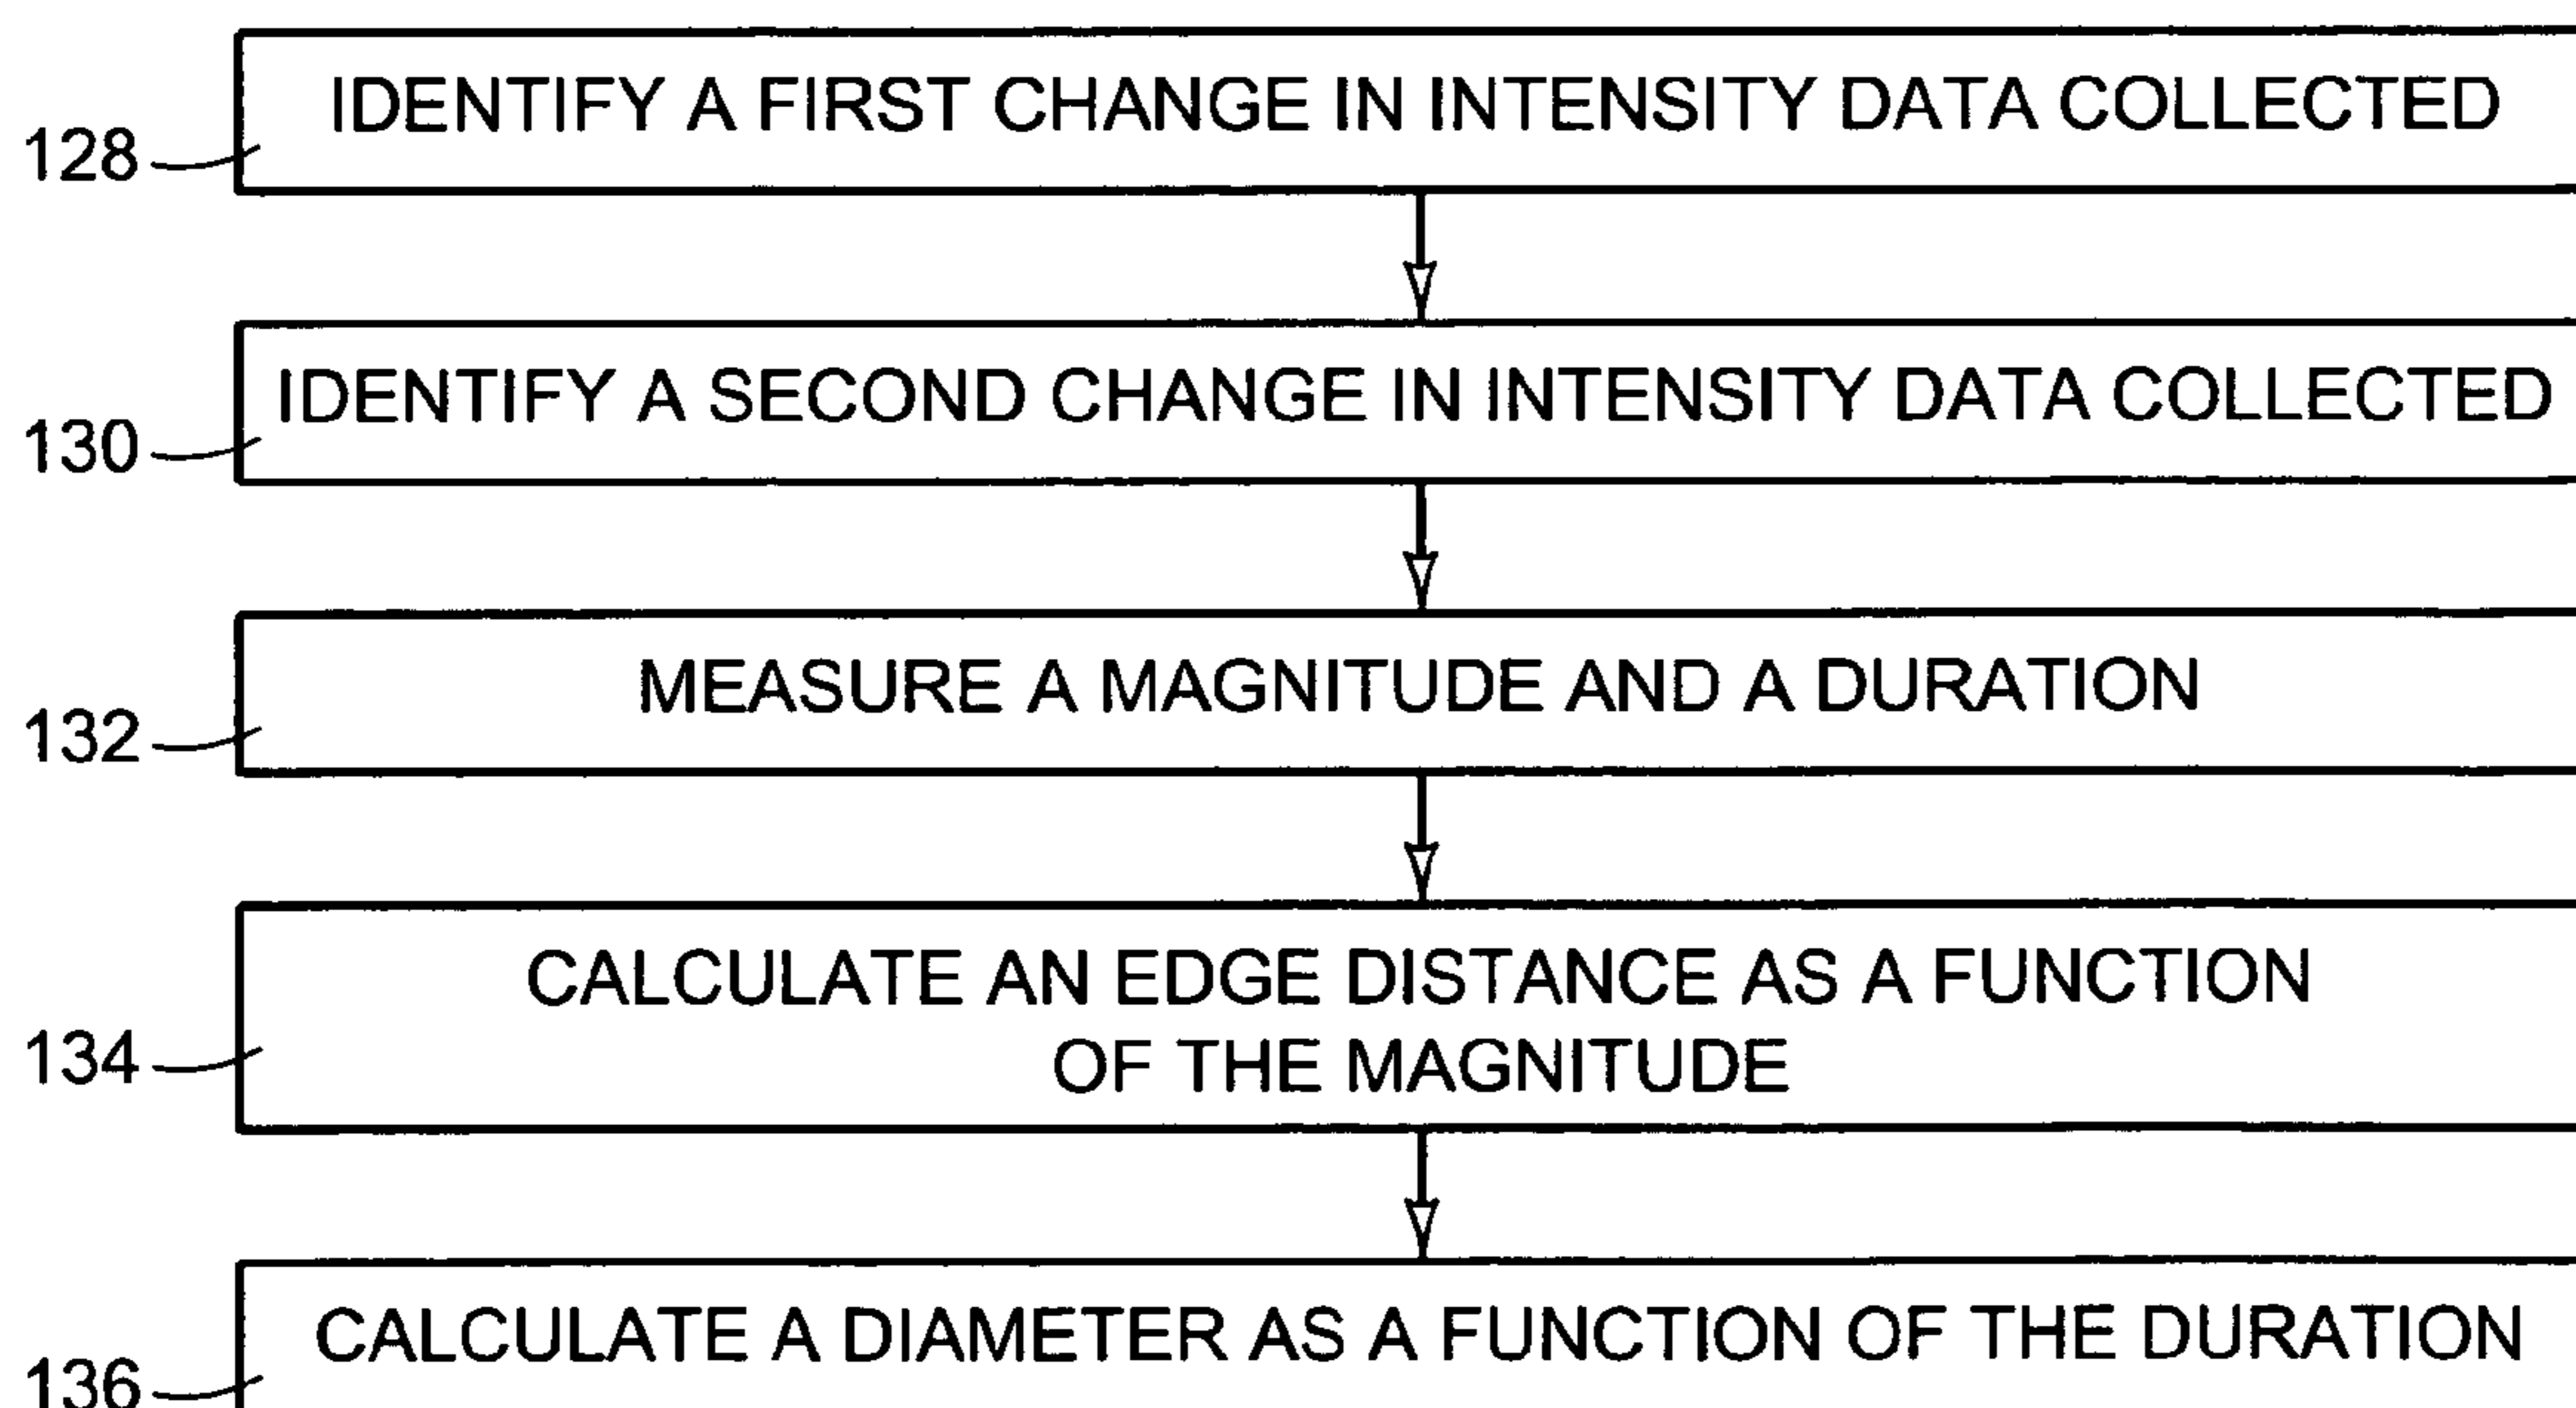 IDENTIFY A FIRST CHANGE IN INTENSITY DATA COLLECTED
128
IDENTIFY A SECOND CHANGE IN INTENSITY DATA COLLECTED
130
MEASURE A MAGNITUDE AND A DURATION
132
CALCULATE AN EDGE DISTANCE AS A FUNCTION
OF THE MAGNITUDE
134
CALCULATE A DIAMETER AS A FUNCTION OF THE DURATION
136